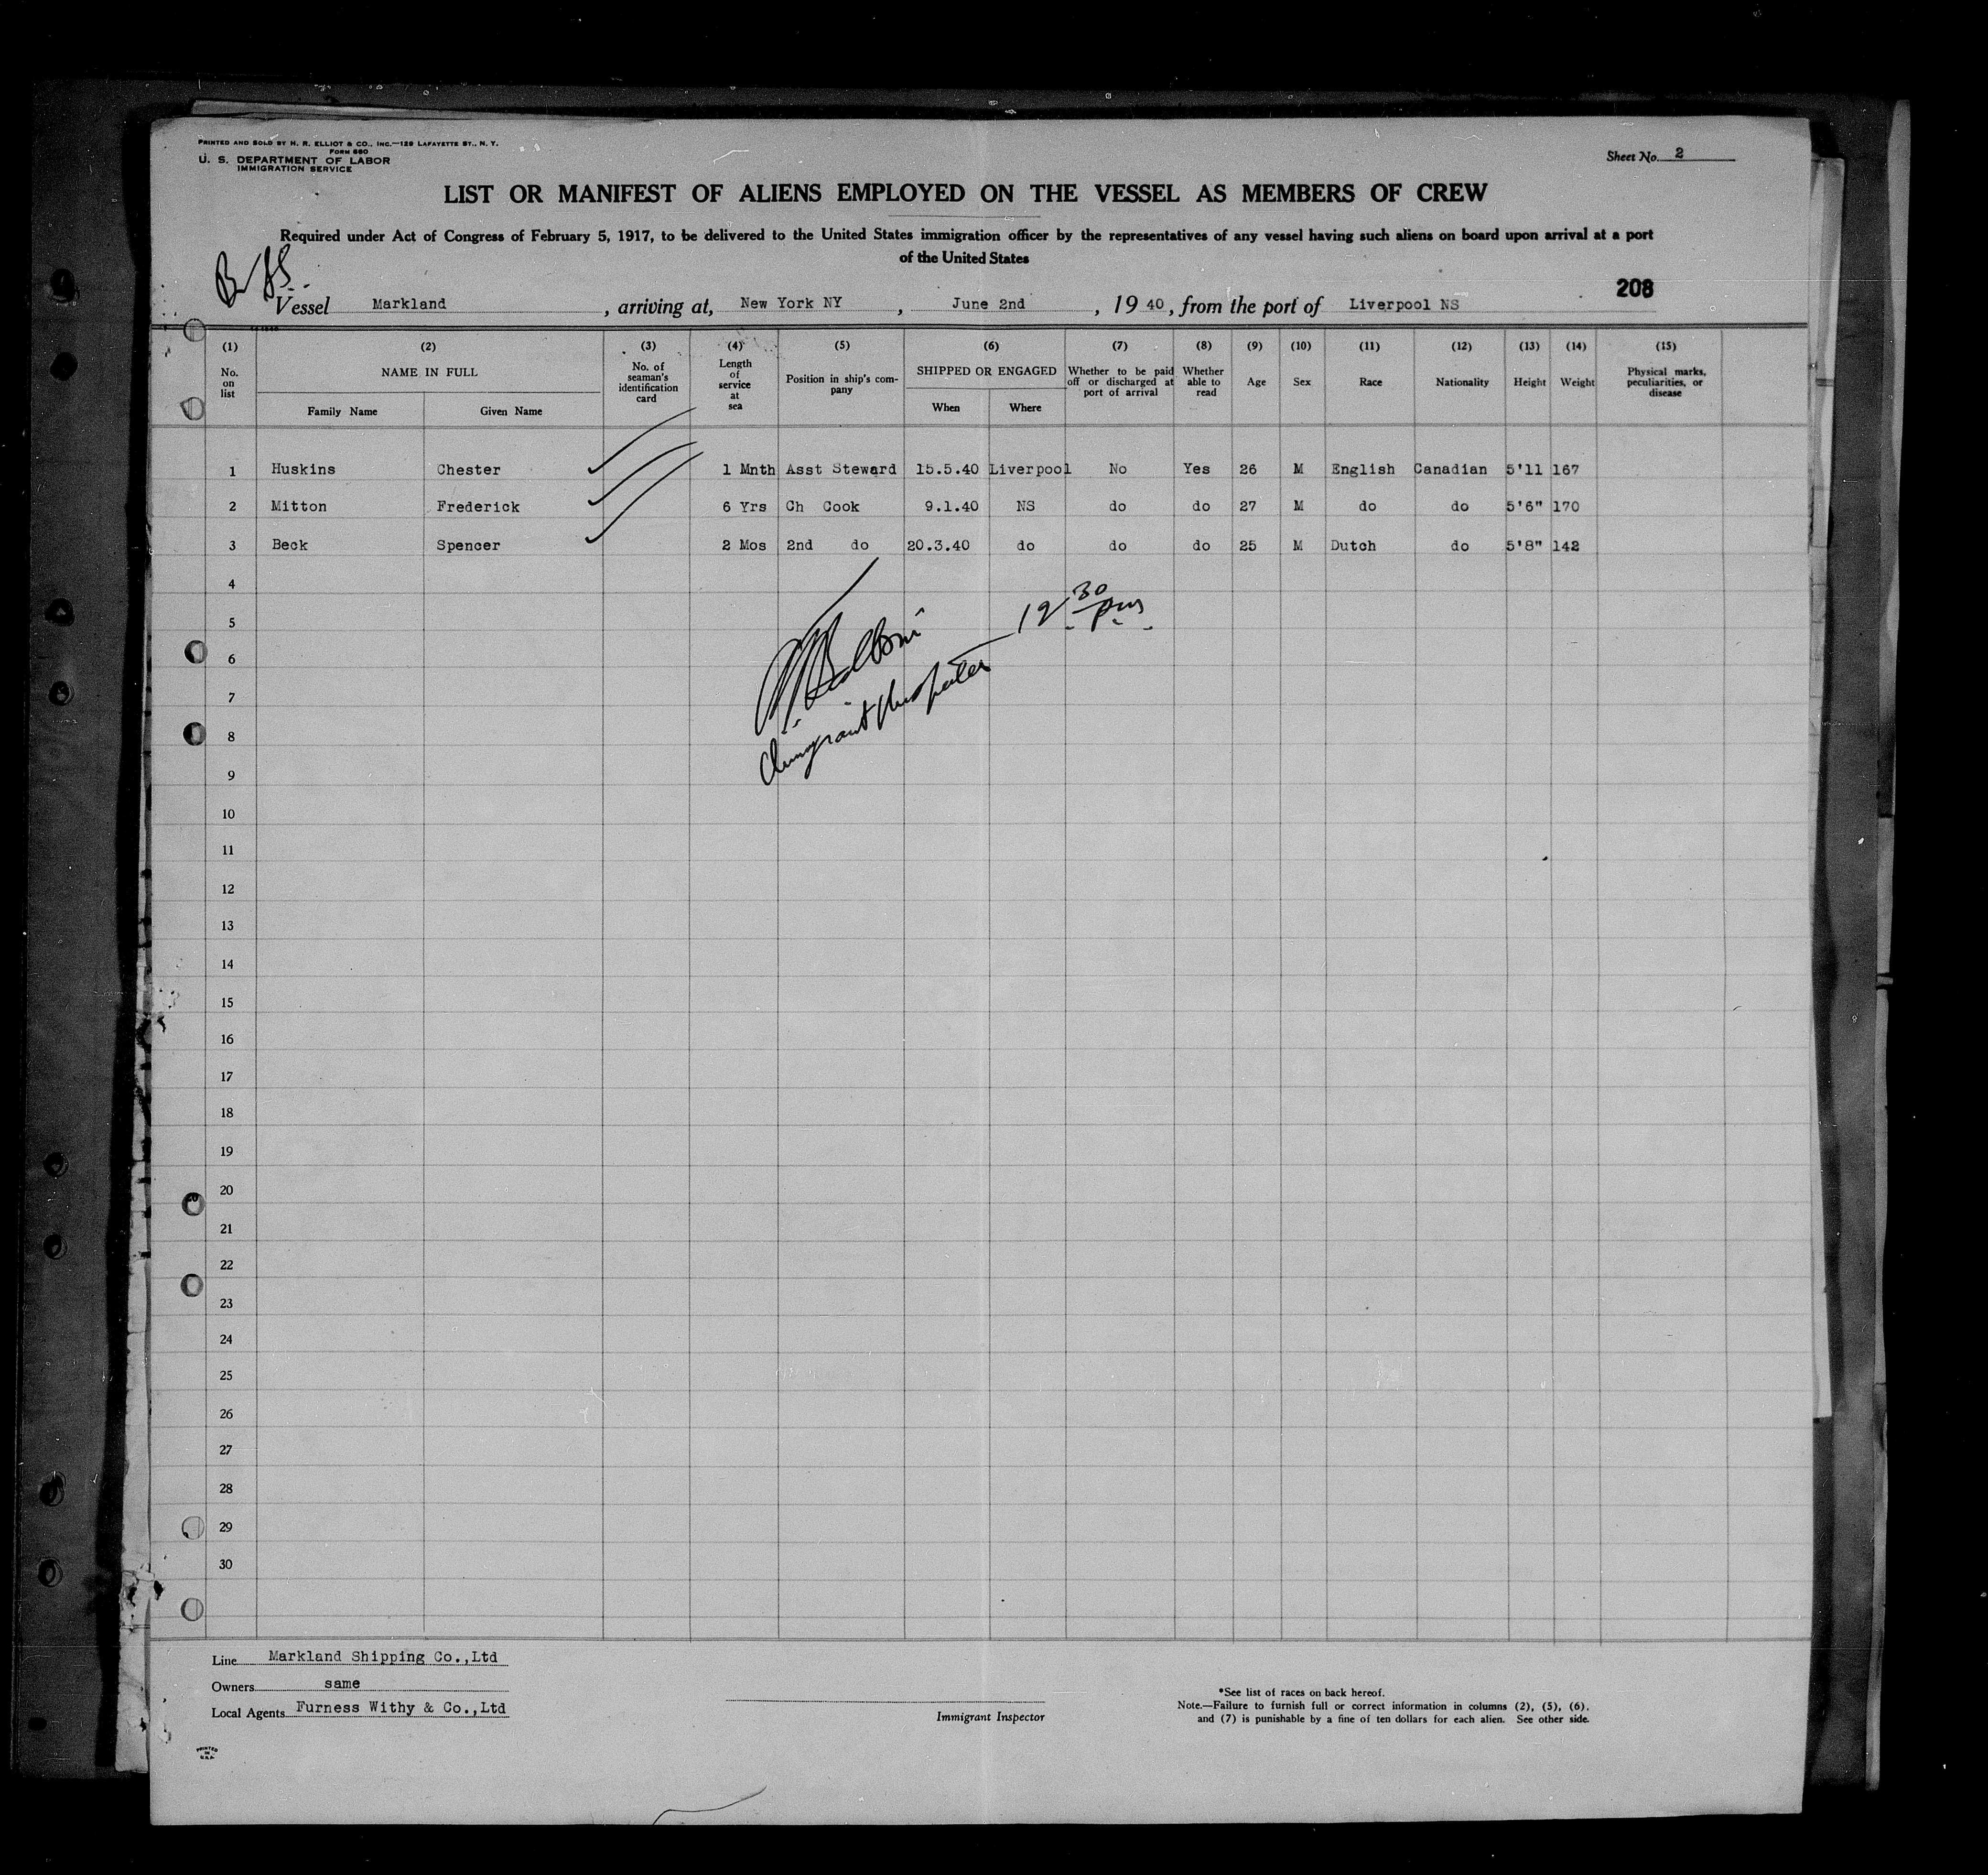 PRINTED AND SOLD BY H. R. ELLIOT & CO., INC.—129 LAFAYETTE ST., N. Y.
FORM 680
U. S. DEPARTMENT OF LABOR
IMMIGRATION SERVICE
Sheet No. 2
LIST OR MANIFEST OF ALIENS EMPLOYED ON THE VESSEL AS MEMBERS OF CREW
Required under Act of Congress of February 5, 1917, to be delivered to the United States immigration officer by the representatives of any vessel having such aliens on board upon arrival at a port
of the United States
208
Vessel Markland, arriving at, New York NY, June 2nd, 1940, from the port of Liverpool NS
(1) No. on list
(2) NAME IN FULL Family Name Given Name
(3) No. of seaman's identification card
(4) Length of service at sea
(5) Position in ship's company
(6) SHIPPED OR ENGAGED When Where
(7) Whether to be paid off or discharged at port of arrival
(8) Whether able to read
(9) Age
(10) Sex
(11) Race
(12) Nationality
(13) Height
(14) Weight
(15) Physical marks, peculiarities, or disease
1 Huskins Chester 1 Mnth Asst Steward 15.5.40 Liverpool No Yes 26 M English Canadian 5'11 167
2 Mitton Frederick 6 Yrs Ch Cook 9.1.40 NS do do 27 M do do 5'6" 170
3 Beck Spencer 2 Mos 2nd do 20.3.40 do do do 25 M Dutch do 5'8" 142
4
5
6
7
8
9
10
11
12
13
14
15
16
17
18
19
20
21
22
23
24
25
26
27
28
29
30
12 30 pm
Immigrant Inspector
Line Markland Shipping Co.,Ltd
Owners same
Local Agents Furness Withy & Co.,Ltd
Immigrant Inspector
*See list of races on back hereof.
Note.—Failure to furnish full or correct information in columns (2), (5), (6),
and (7) is punishable by a fine of ten dollars for each alien. See other side.
PRINTED
IN
U.S.A.